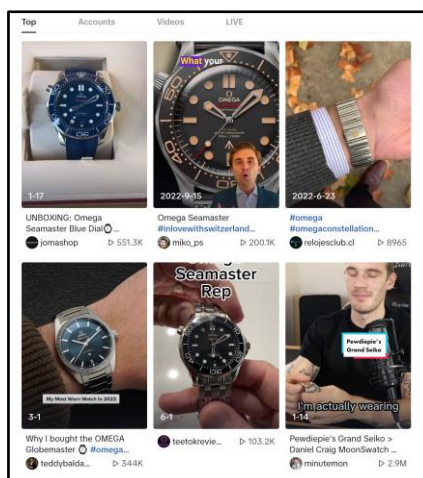 Top Accounts Videos LIVE
1-17
UNBOXING: Omega
Seamaster Blue Dial⌚...
jomashop ▷ 551.3K
What your
OMEGA
2022-9-15
Omega Seamaster
#inlovewithswitzerland...
miko_ps ▷ 200.1K
2022-6-23
#omega
#omegaconstellation...
relojesclub.cl ▷ 8965
My Most Worn Watch In 2022
3-1
Why I bought the OMEGA
Globemaster ⌚ #omega...
teddybalda... ▷ 344K
Seamaster
Rep
6-1
teetokrevie... ▷ 103.2K
Pewdiepie's
Grand Seiko
I'm actually wearing
1-14
Pewdiepie's Grand Seiko >
Daniel Craig MoonSwatch ...
minutemon ▷ 2.9M